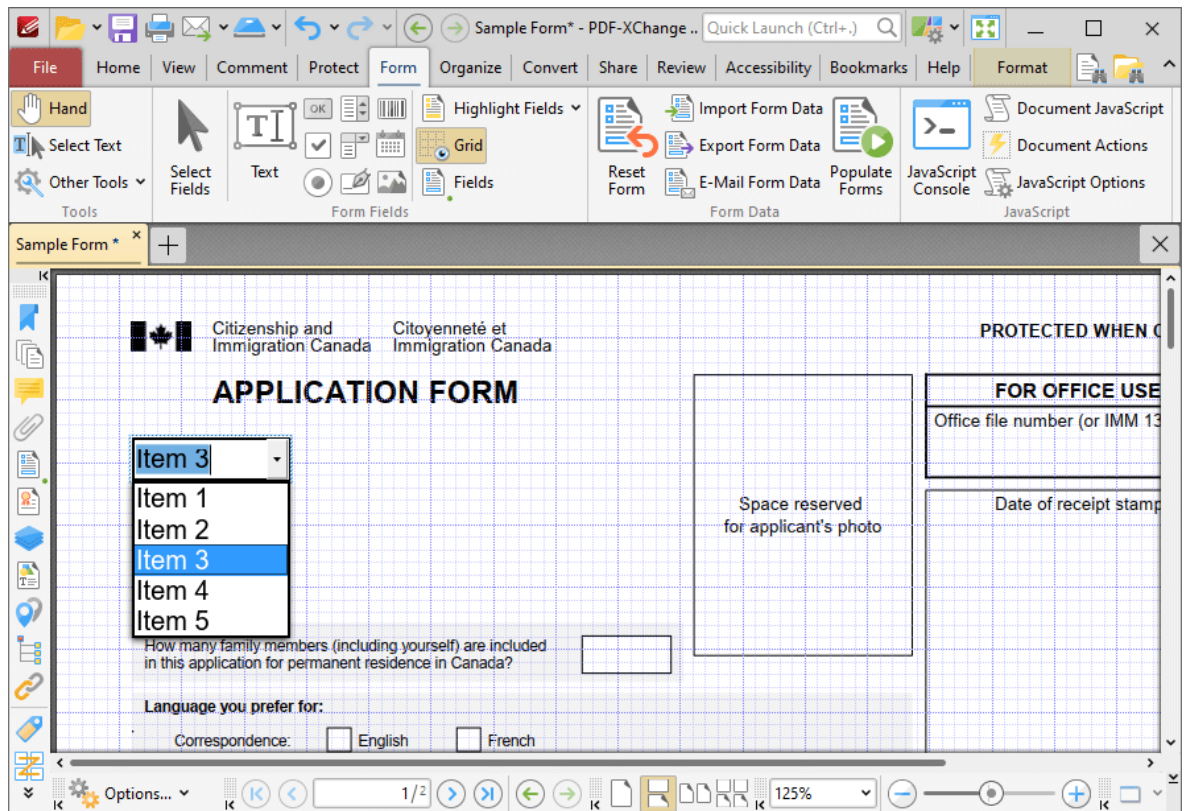 Sample Form* - PDF-XChange .. Quick Launch (Ctrl+.)
File Home View Comment Protect Form Organize Convert Share Review Accessibility Bookmarks Help Format
Hand
Select Text
Other Tools
Tools
Select Fields
Text
OK
Highlight Fields
Grid
Fields
Form Fields
Reset Form
Import Form Data
Export Form Data
E-Mail Form Data
Populate Forms
Form Data
JavaScript Console
Document JavaScript
Document Actions
JavaScript Options
JavaScript
Sample Form *
Citizenship and Immigration Canada
Citoyenneté et Immigration Canada
PROTECTED WHEN C
APPLICATION FORM
FOR OFFICE USE
Office file number (or IMM 13
Item 3
Item 1
Item 2
Item 3
Item 4
Item 5
Space reserved
for applicant's photo
Date of receipt stamp
How many family members (including yourself) are included
in this application for permanent residence in Canada?
Language you prefer for:
Correspondence: English French
Options... 1/2 125%